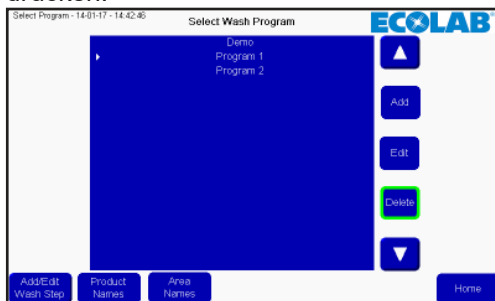 Select Program - 14-01-17 - 14:42:46
Select Wash Program
ECOLAB®
Demo
Program 1
Program 2
Add
Edit
Delete
Add/Edit
Wash Step
Product
Names
Area
Names
Home